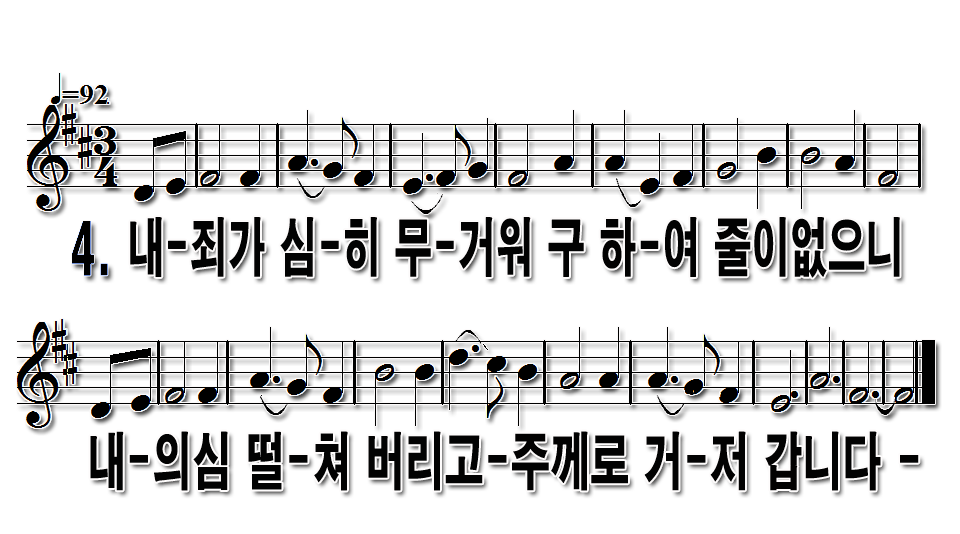 ♩=92
3/4
4. 내-죄가 심-히 무-거워 구 하-여 줄이없으니
내-의심 떨-쳐 버리고-주께로 거-저 갑니다 -